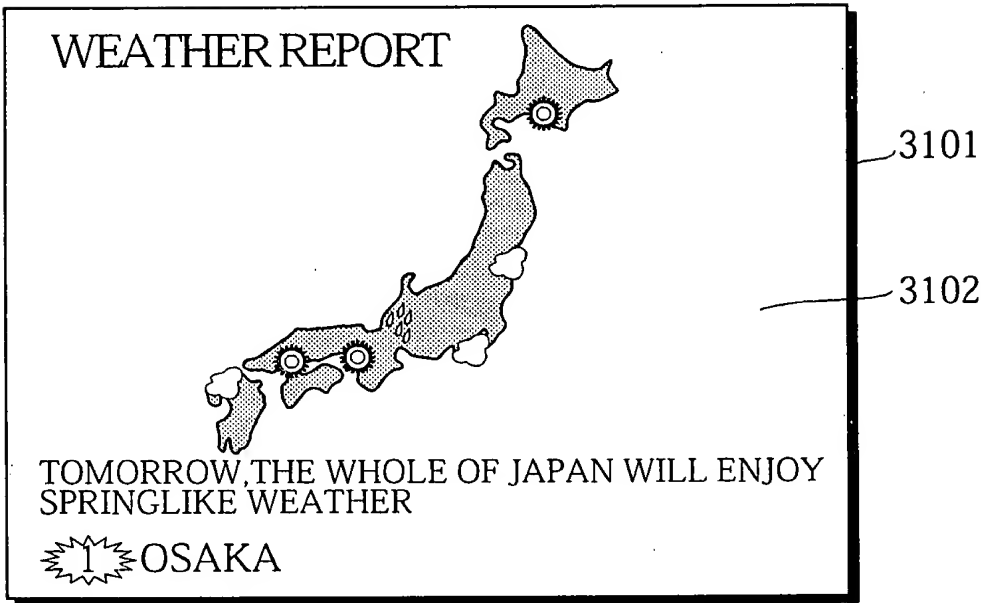 WEATHER REPORT
3101
3102
TOMORROW,THE WHOLE OF JAPAN WILL ENJOY
SPRINGLIKE WEATHER
1 OSAKA